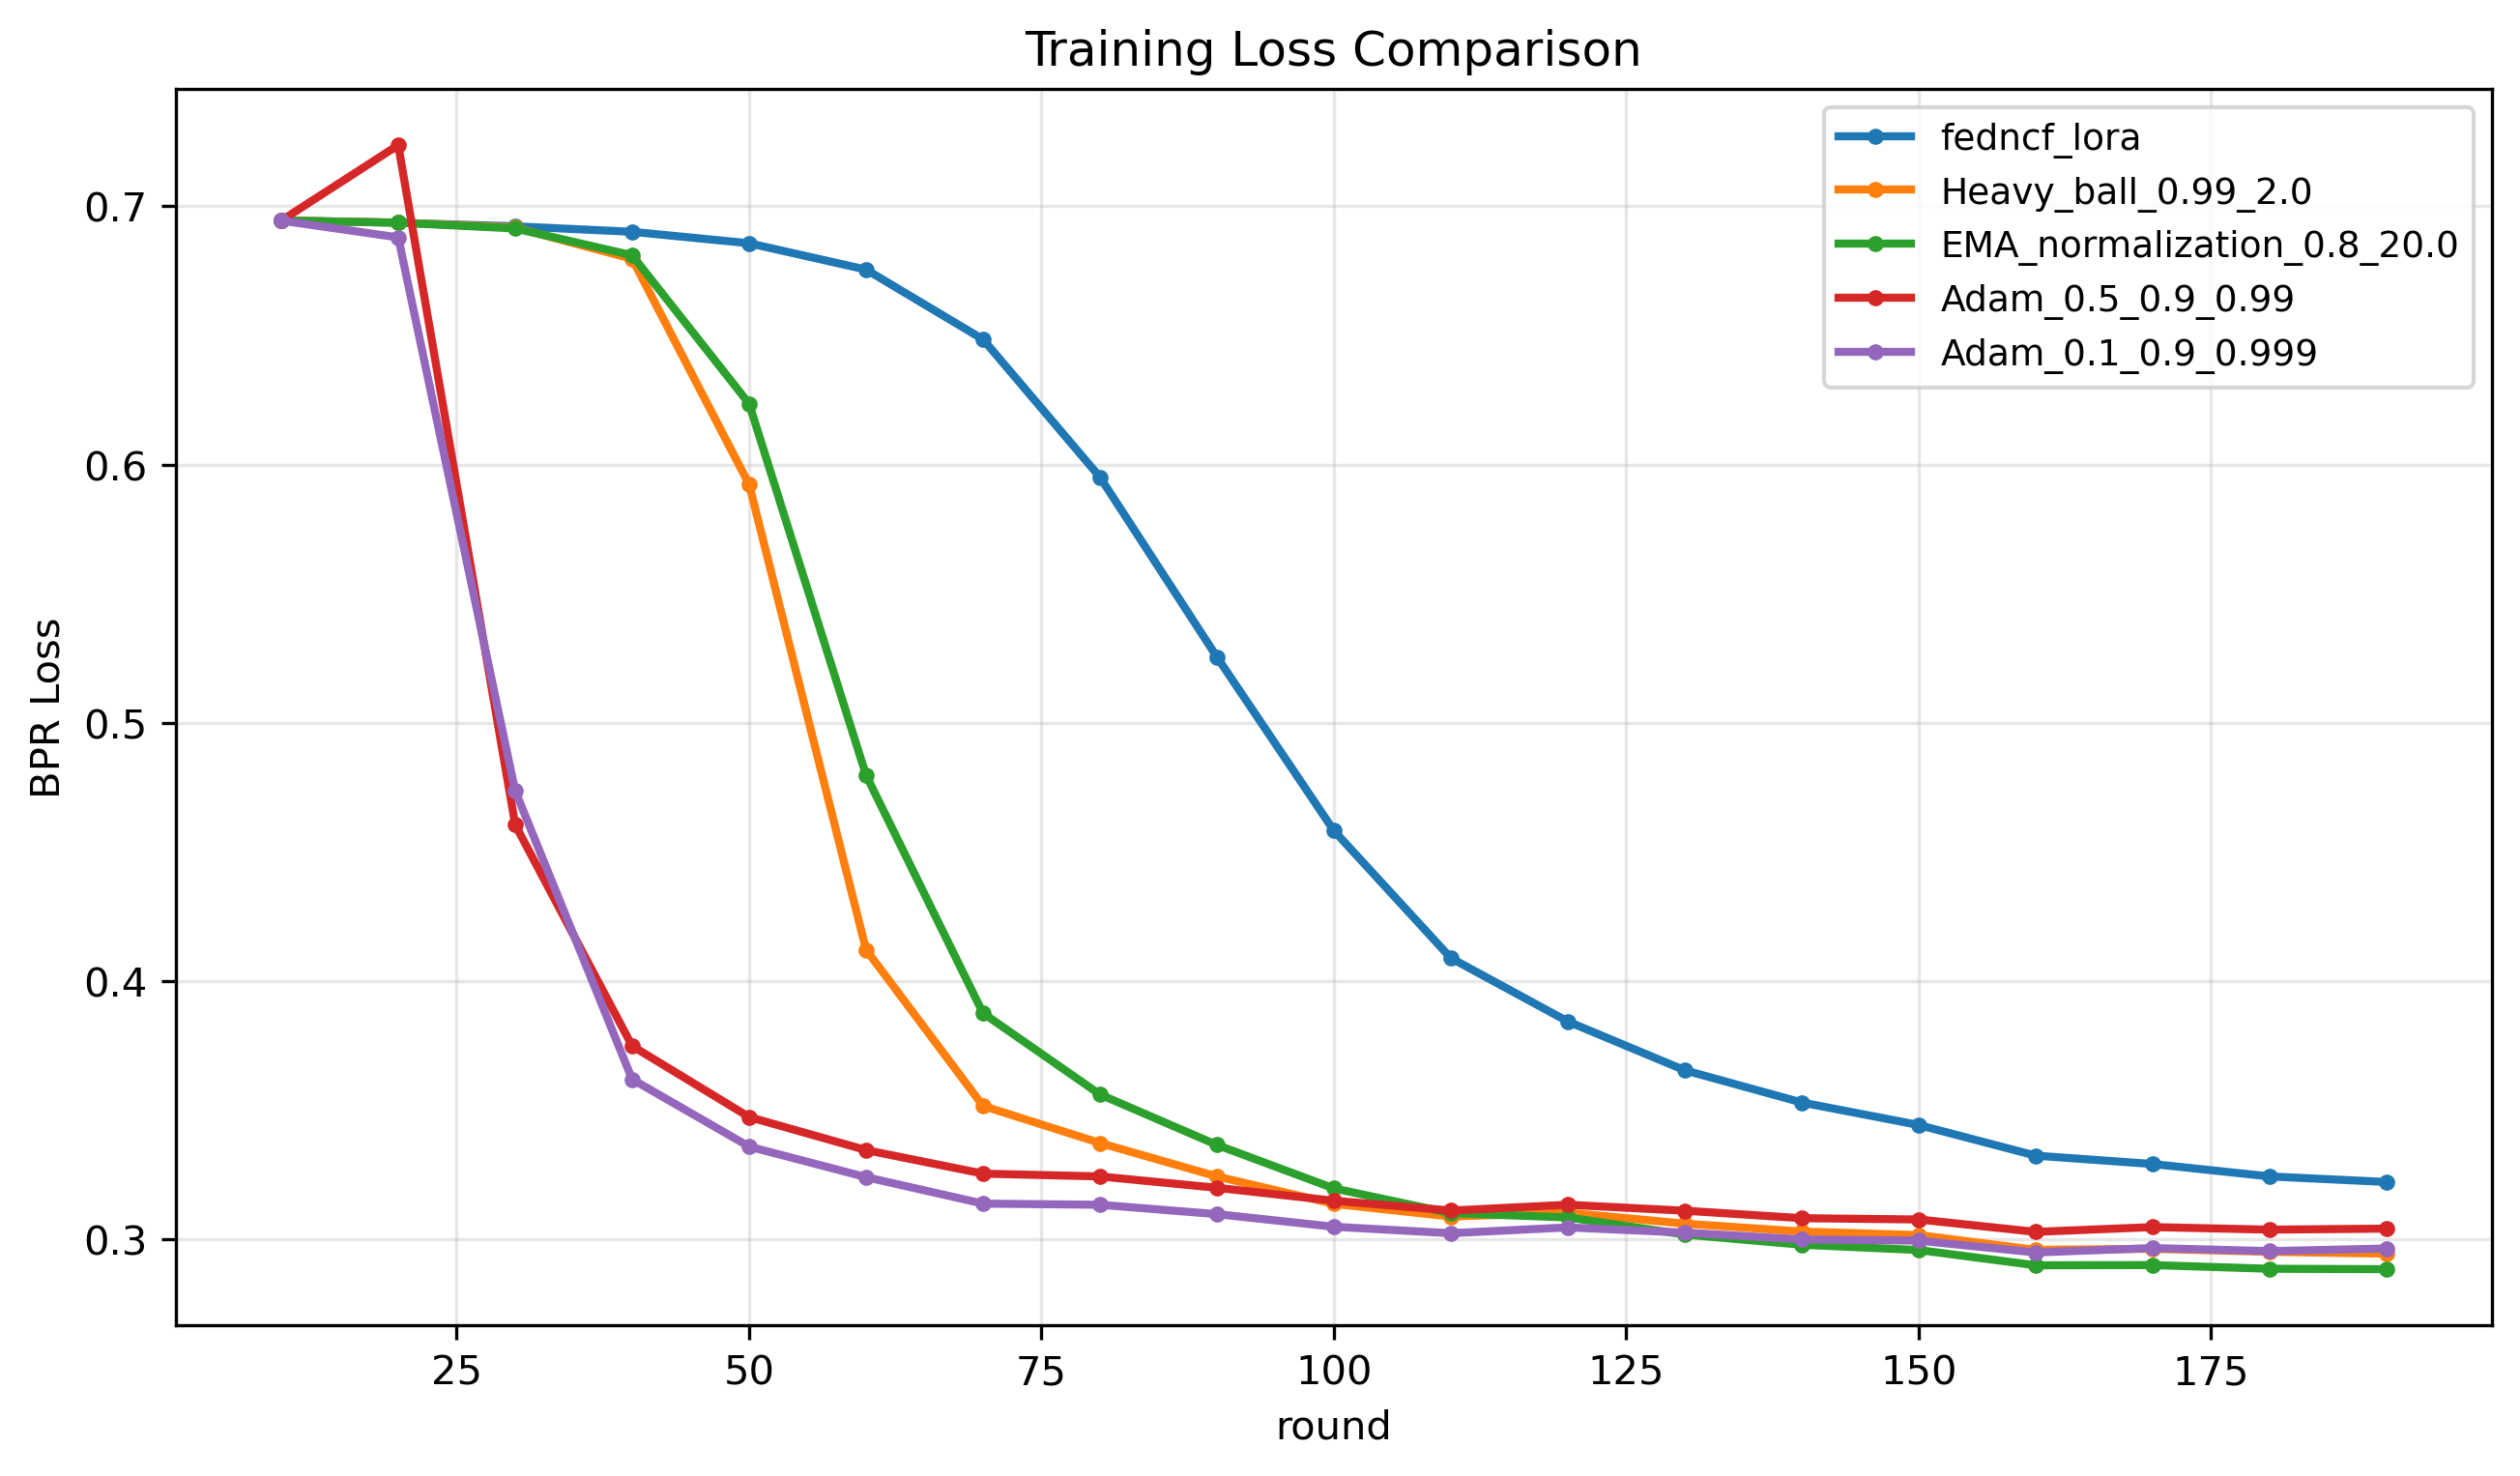 Training Loss Comparison
fedncf_lora
Heavy_ball_0.99_2.0
EMA_normalization_0.8_20.0
Adam_0.5_0.9_0.99
Adam_0.1_0.9_0.999
BPR Loss
0.7
0.6
0.5
0.4
0.3
25 50 75 100 125 150 175
round